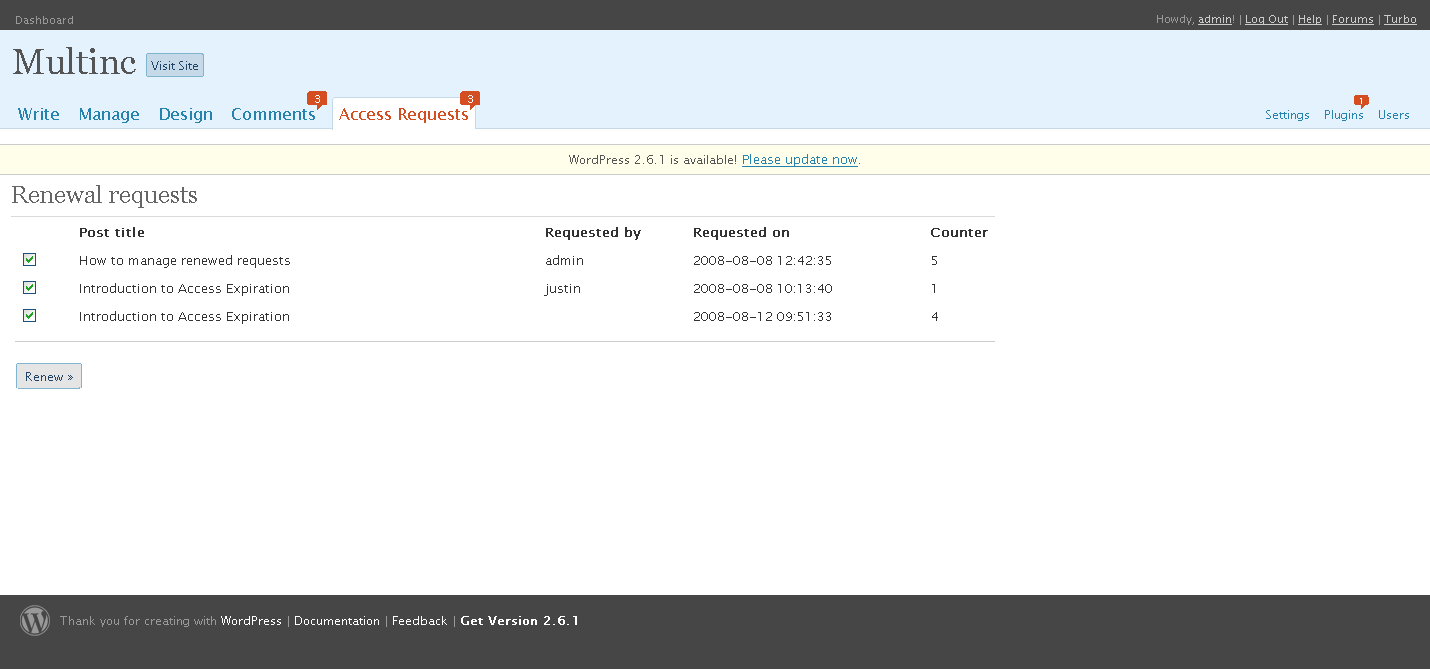 Dashboard Howdy, admin! | Log Out | Help | Forums | Turbo
Multinc Visit Site
3 3 1
Write Manage Design Comments Access Requests Settings Plugins Users
WordPress 2.6.1 is available! Please update now.
Renewal requests
Post title Requested by Requested on Counter
How to manage renewed requests admin 2008-08-08 12:42:35 5
Introduction to Access Expiration justin 2008-08-08 10:13:40 1
Introduction to Access Expiration 2008-08-12 09:51:33 4
Renew »
Thank you for creating with WordPress | Documentation | Feedback | Get Version 2.6.1